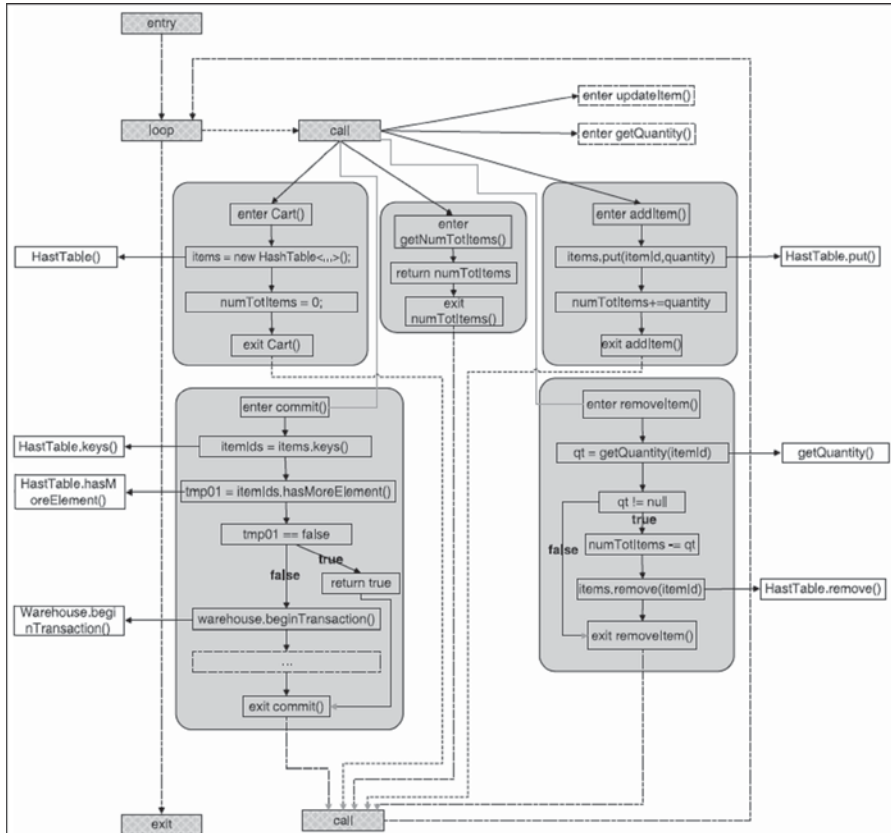 entry
enter updateItem()
loop
call
enter getQuantity()
enter Cart()
enter
getNumTotItems()
enter addItem()
HastTable()
items = new HashTable<,,,>();
return numTotItems
items.put(itemId,quantity)
HastTable.put()
numTotItems = 0;
exit
numTotItems()
numTotItems+=quantity
exit Cart()
exit addItem()
enter commit()
enter removeItem()
HastTable.keys()
itemIds = items.keys()
qt = getQuantity(itemId)
getQuantity()
HastTable.hasM
oreElement()
tmp01 = itemIds.hasMoreElement()
qt != null
true
tmp01 == false
false
numTotItems -= qt
true
false
return true
items.remove(itemId)
HastTable.remove()
Warehouse.begi
nTransaction()
warehouse.beginTransaction()
exit removeItem()
...
exit commit()
exit
call